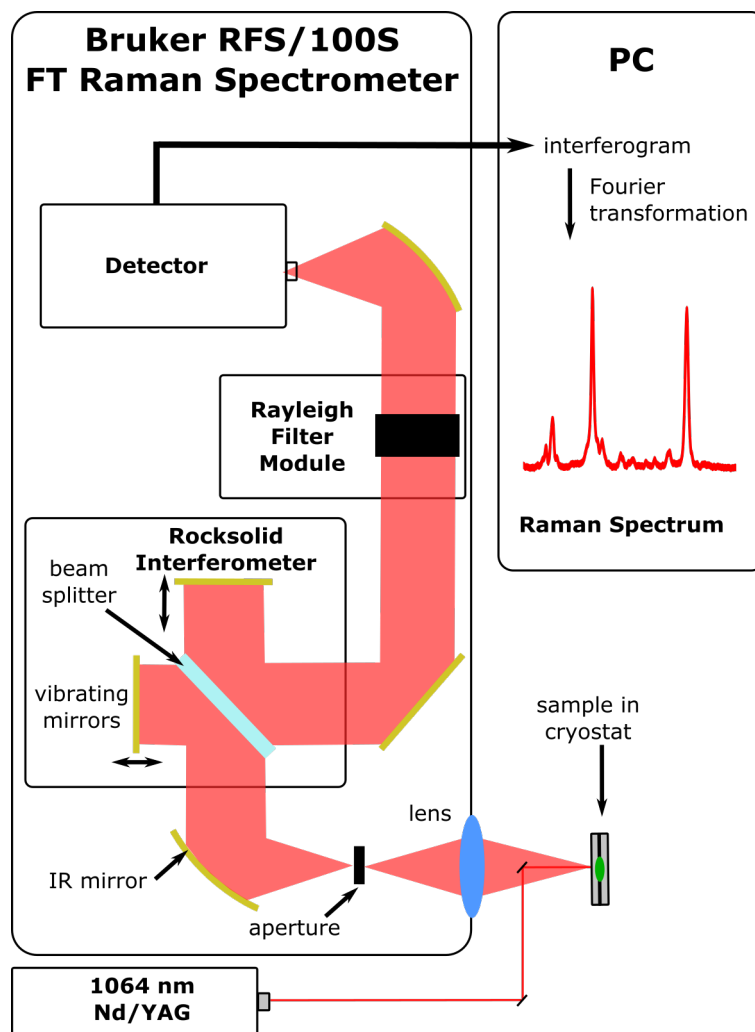 Bruker RFS/100S
FT Raman Spectrometer
PC
interferogram
Fourier
transformation
Detector
Rayleigh
Filter
Module
Raman Spectrum
Rocksolid
Interferometer
beam
splitter
vibrating
mirrors
sample in
cryostat
lens
IR mirror
aperture
1064 nm
Nd/YAG